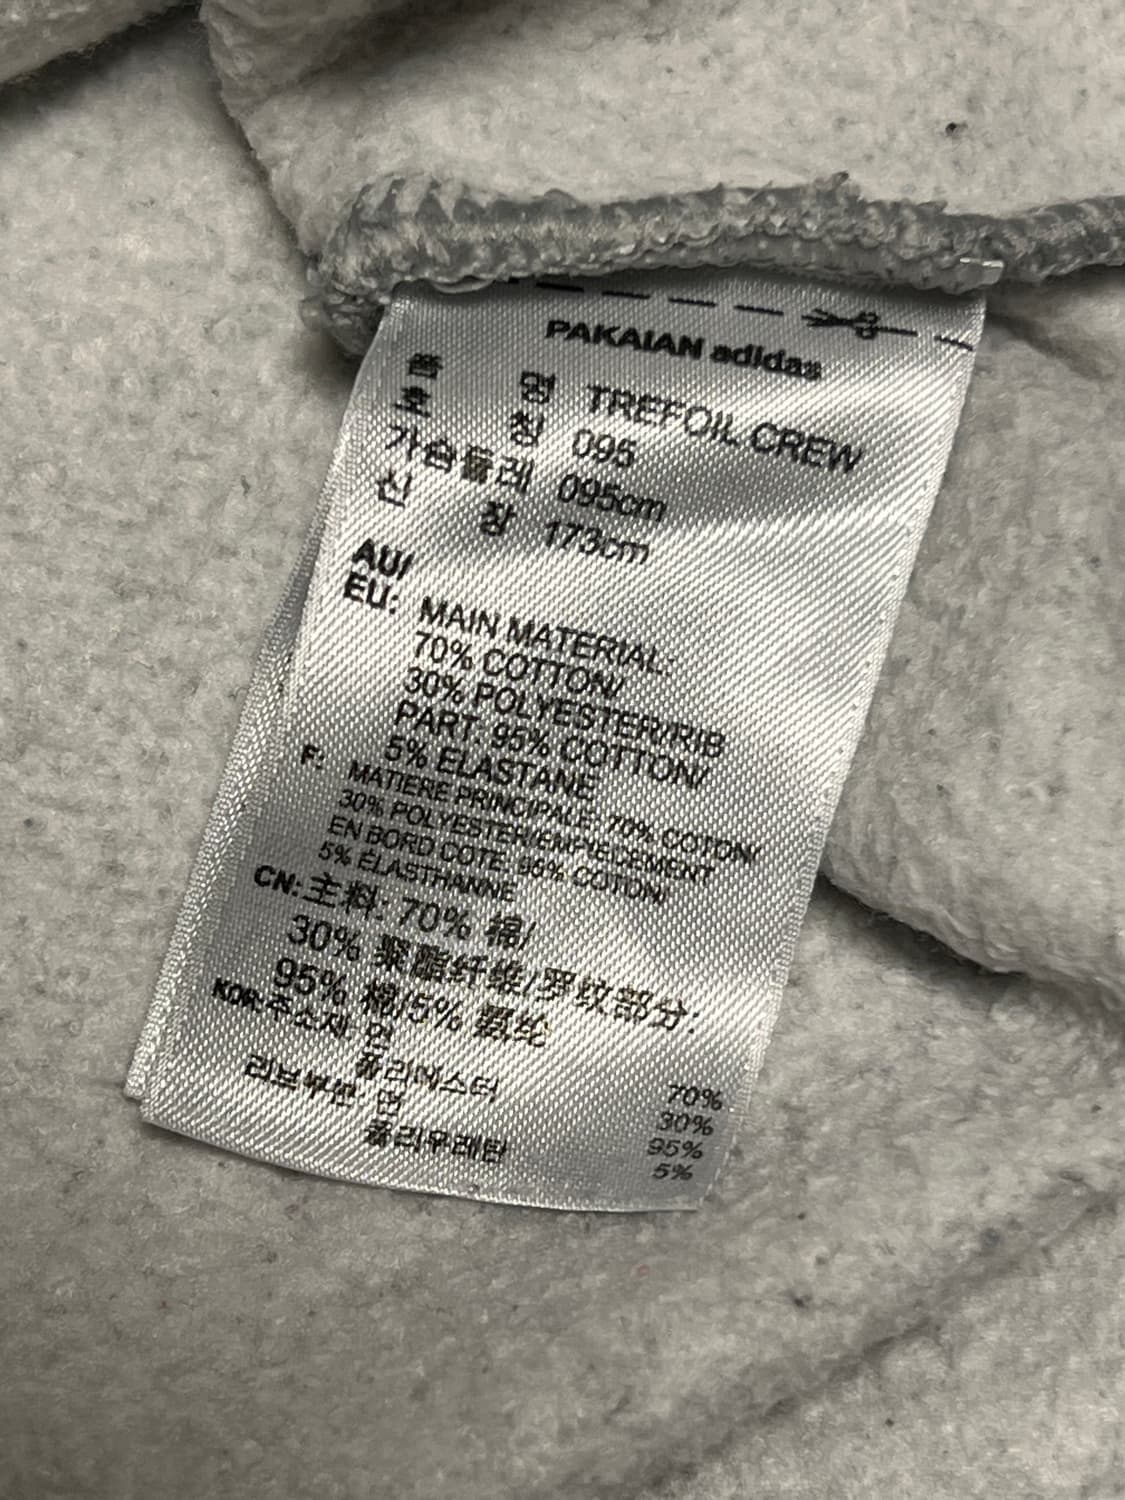 PAKAIAN adidas
품 명 TREFOIL CREW
호 칭 095
가슴둘레 095cm
신 장 173cm
AU/
EU: MAIN MATERIAL:
70% COTTON/
30% POLYESTER/RIB
PART: 95% COTTON/
5% ELASTANE
F: MATIERE PRINCIPALE: 70% COTON/
30% POLYESTER/EMPIECEMENT
EN BORD COTE: 95% COTON/
5% ELASTHANNE
CN: 主料: 70% 棉/
30% 聚酯纤维/罗纹部分:
95% 棉/5% 氨纶
KOR: 주소재: 면 70%
폴리에스터 30%
리브부분: 면 95%
폴리우레탄 5%